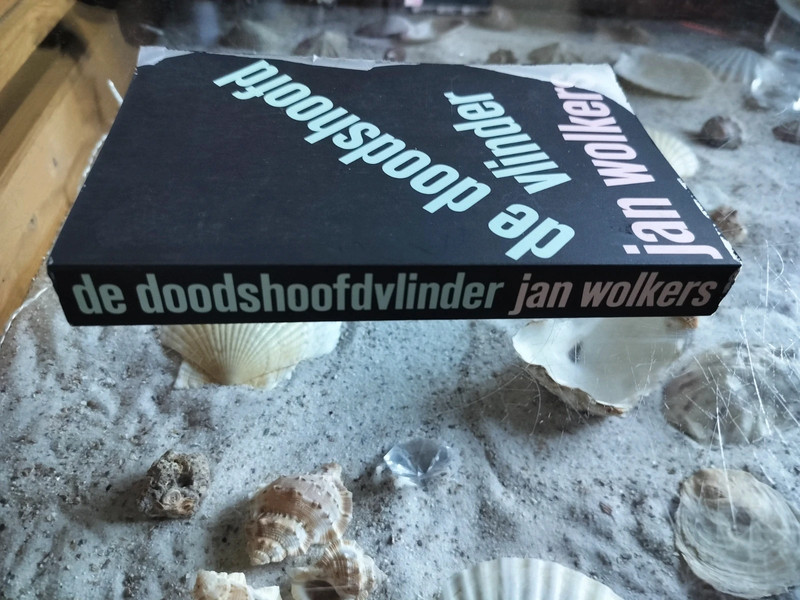 jan wolkers
de doodshoofd
vlinder
de doodshoofdvlinder jan wolkers